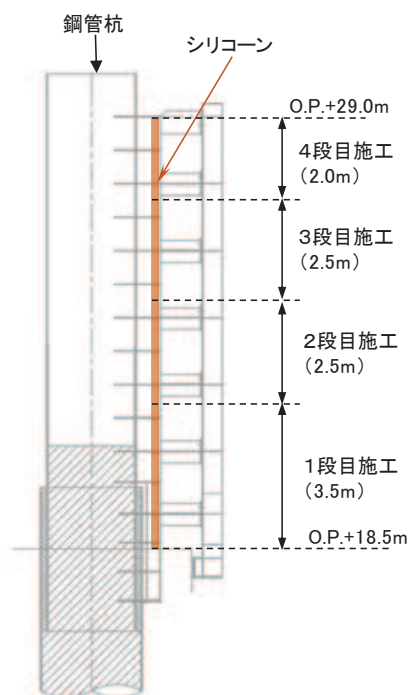 鋼管杭
シリコーン
O.P.+29.0m
4段目施工
(2.0m)
3段目施工
(2.5m)
2段目施工
(2.5m)
1段目施工
(3.5m)
O.P.+18.5m